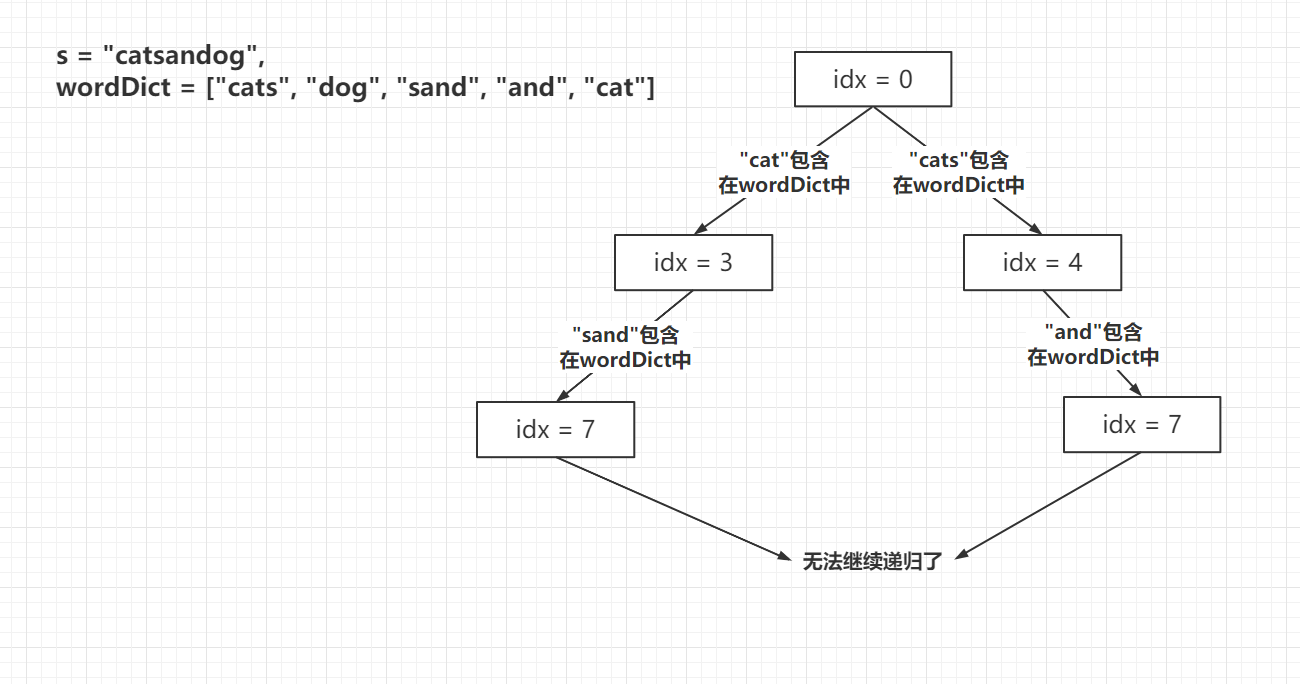 s = "catsandog",
wordDict = ["cats", "dog", "sand", "and", "cat"]
idx = 0
"cat"包含
在wordDict中
"cats"包含
在wordDict中
idx = 3
idx = 4
"sand"包含
在wordDict中
"and"包含
在wordDict中
idx = 7
idx = 7
无法继续递归了